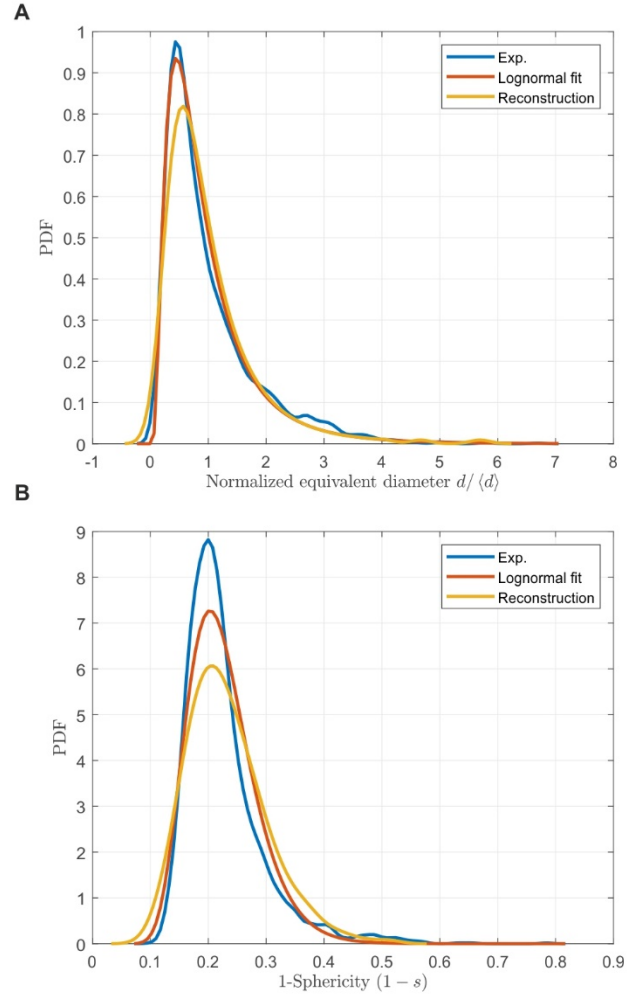 A
1
0.9
0.8
0.7
0.6
0.5
0.4
0.3
0.2
0.1
0
PDF
Exp.
Lognormal fit
Reconstruction
-1 0 1 2 3 4 5 6 7 8
Normalized equivalent diameter d/ ⟨d⟩
B
9
8
7
6
5
4
3
2
1
0
PDF
Exp.
Lognormal fit
Reconstruction
0 0.1 0.2 0.3 0.4 0.5 0.6 0.7 0.8 0.9
1-Sphericity (1 − s)